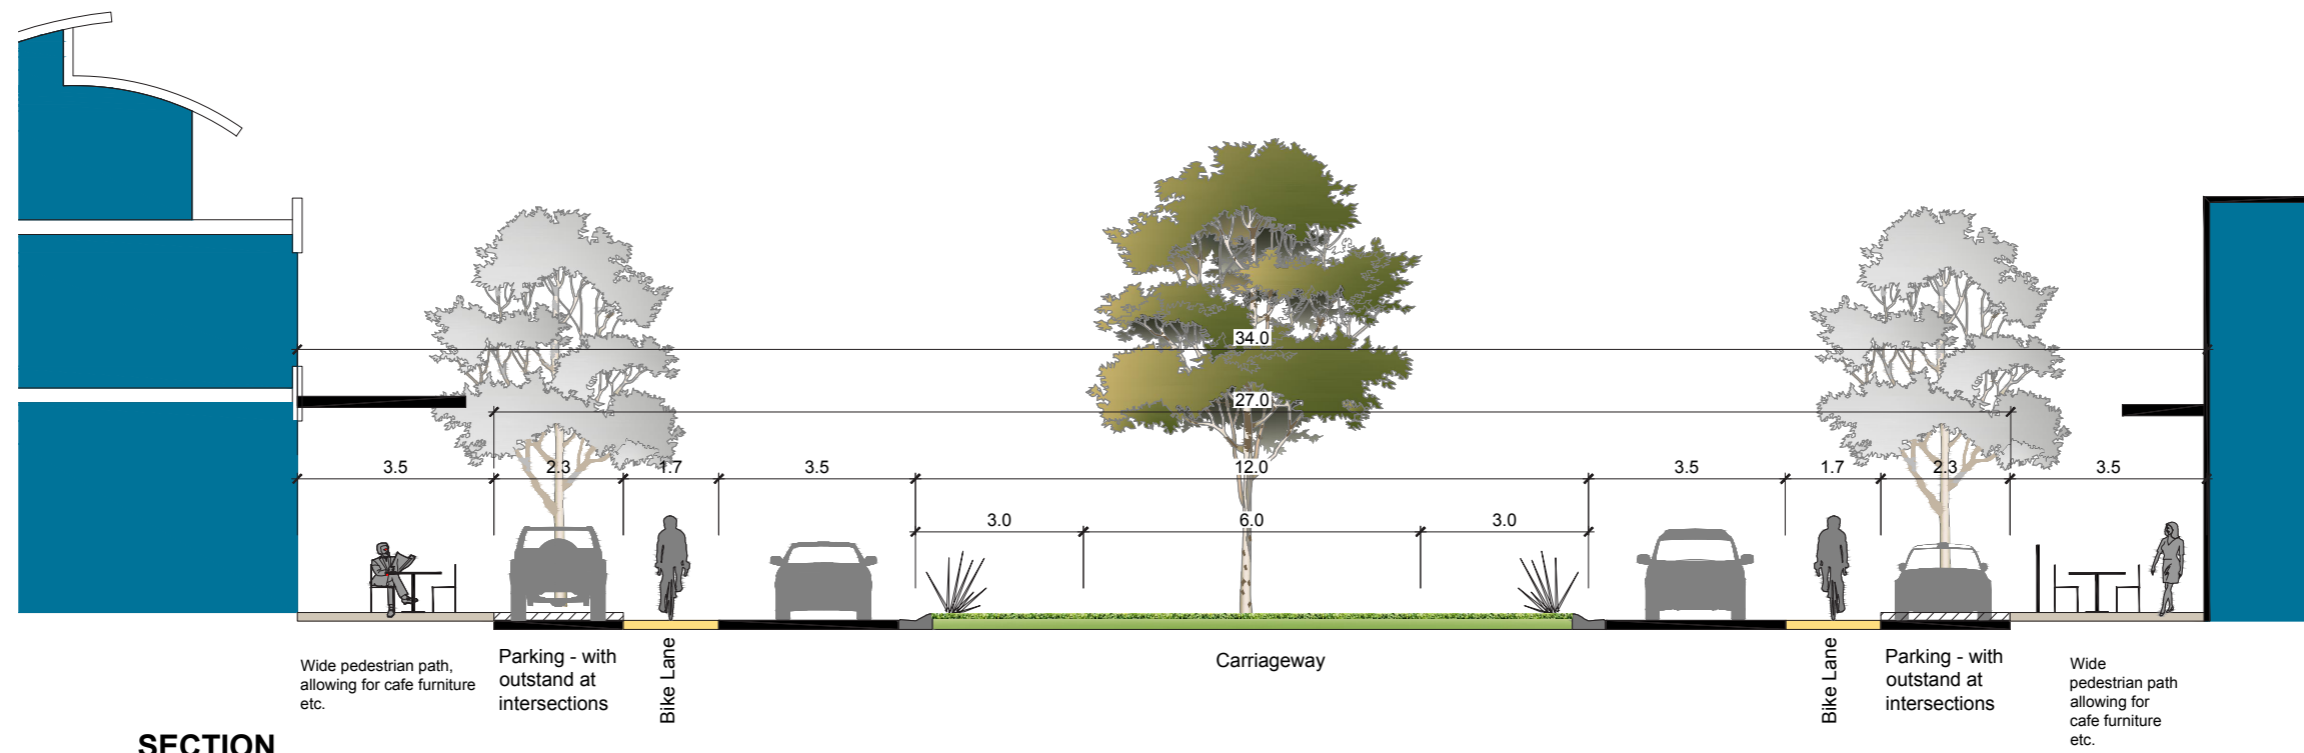 34.0
27.0
3.5
2.3
1.7
3.5
12.0
3.5
1.7
2.3
3.5
3.0
6.0
3.0
Wide pedestrian path,
allowing for cafe furniture
etc.
Parking - with
outstand at
intersections
Bike Lane
Carriageway
Bike Lane
Parking - with
outstand at
intersections
Wide
pedestrian path
allowing for
cafe furniture
etc.
SECTION